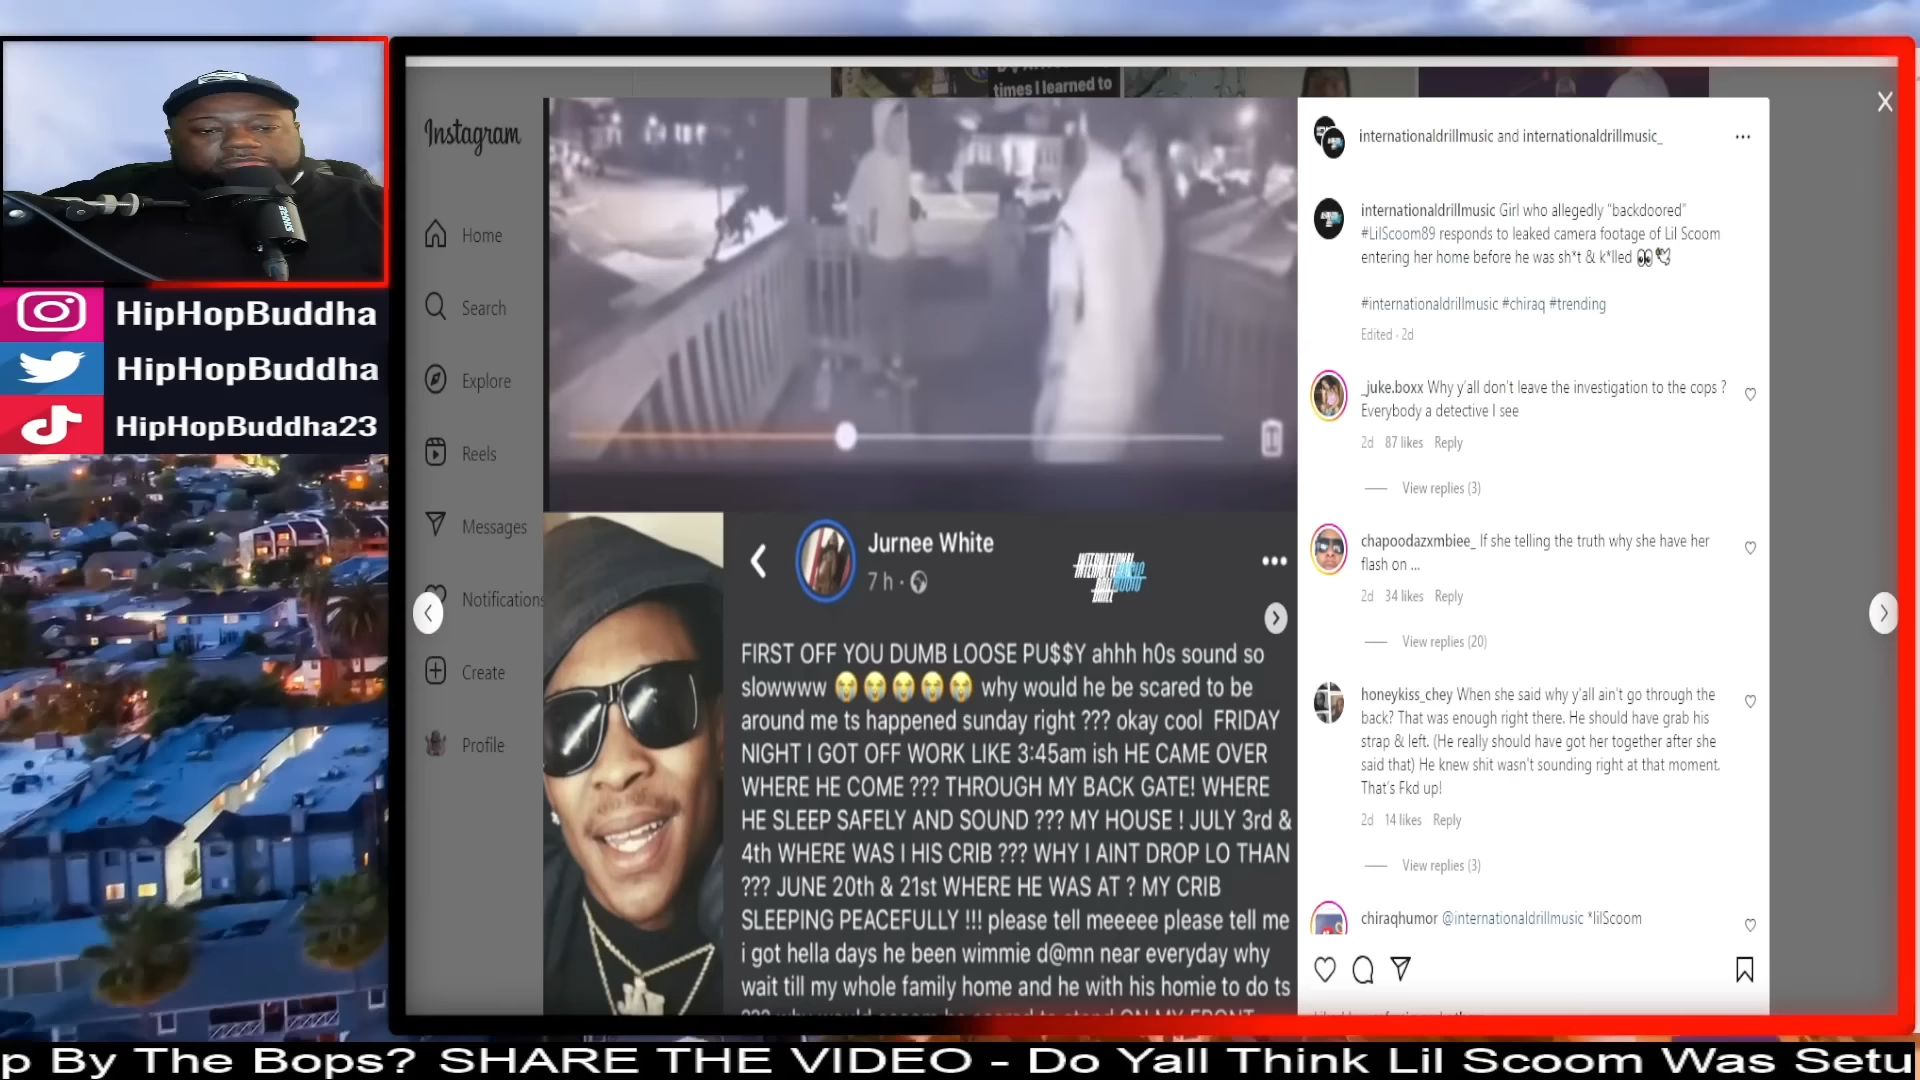 times I learned to
Instagram
Home
Search
Explore
Reels
Messages
Notifications
Create
Profile
HipHopBuddha
HipHopBuddha
HipHopBuddha23
Jurnee White
7 h
INTERNATIONAL
DRILL
MUSIC
FIRST OFF YOU DUMB LOOSE PU$$Y ahhh h0s sound so
slowwww 😭😭😭😭😭 why would he be scared to be
around me ts happened sunday right ??? okay cool FRIDAY
NIGHT I GOT OFF WORK LIKE 3:45am ish HE CAME OVER
WHERE HE COME ??? THROUGH MY BACK GATE! WHERE
HE SLEEP SAFELY AND SOUND ??? MY HOUSE ! JULY 3rd &
4th WHERE WAS I HIS CRIB ??? WHY I AINT DROP LO THAN
??? JUNE 20th & 21st WHERE HE WAS AT ? MY CRIB
SLEEPING PEACEFULLY !!! please tell meeeee please tell me
i got hella days he been wimmie d@mn near everyday why
wait till my whole family home and he with his homie to do ts
internationaldrillmusic and internationaldrillmusic_
internationaldrillmusic Girl who allegedly "backdoored"
#LilScoom89 responds to leaked camera footage of Lil Scoom
entering her home before he was sh*t & k*lled 👀🕊
#internationaldrillmusic #chiraq #trending
Edited · 2d
_juke.boxx Why y'all don't leave the investigation to the cops ?
Everybody a detective I see
2d 87 likes Reply
View replies (3)
chapoodazxmbiee_ If she telling the truth why she have her
flash on ...
2d 34 likes Reply
View replies (20)
honeykiss_chey When she said why y'all ain't go through the
back? That was enough right there. He should have grab his
strap & left. (He really should have got her together after she
said that) He knew shit wasn't sounding right at that moment.
That's Fkd up!
2d 14 likes Reply
View replies (3)
chiraqhumor @internationaldrillmusic *lilScoom
p By The Bops? SHARE THE VIDEO - Do Yall Think Lil Scoom Was Setu